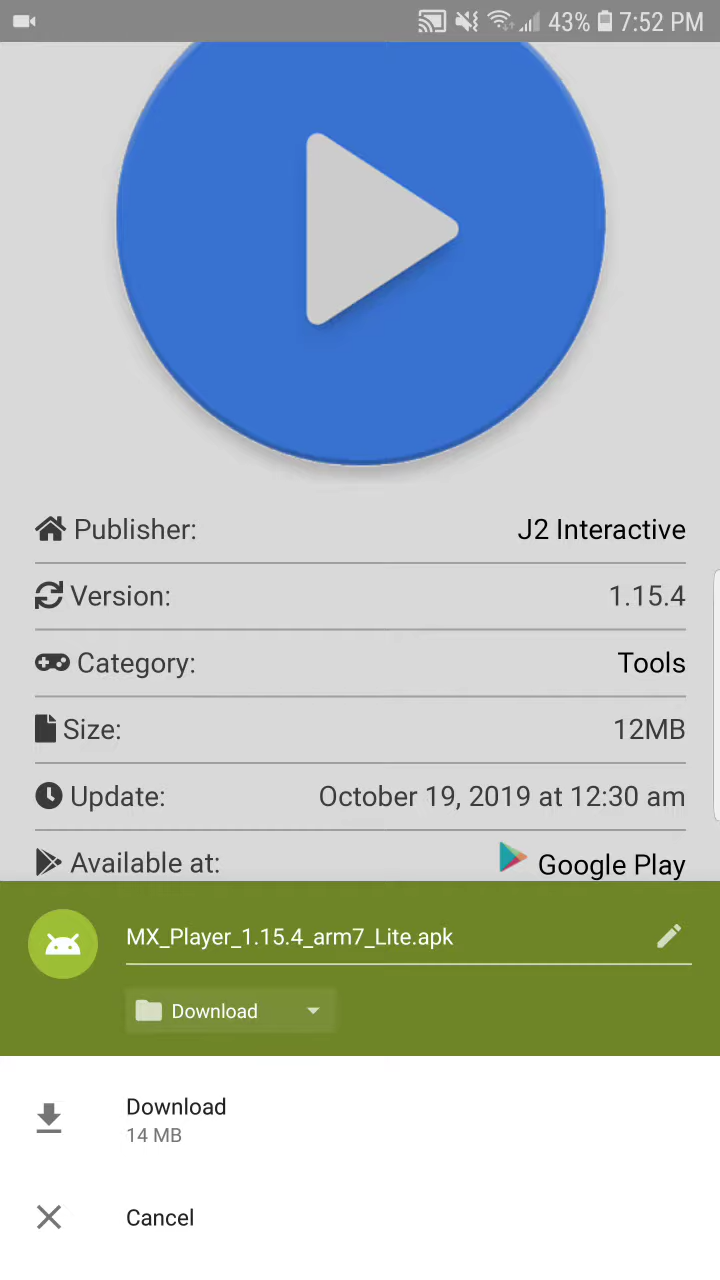 43% 7:52 PM
Publisher: J2 Interactive
Version: 1.15.4
Category: Tools
Size: 12MB
Update: October 19, 2019 at 12:30 am
Available at: Google Play
MX_Player_1.15.4_arm7_Lite.apk
Download
Download
14 MB
Cancel